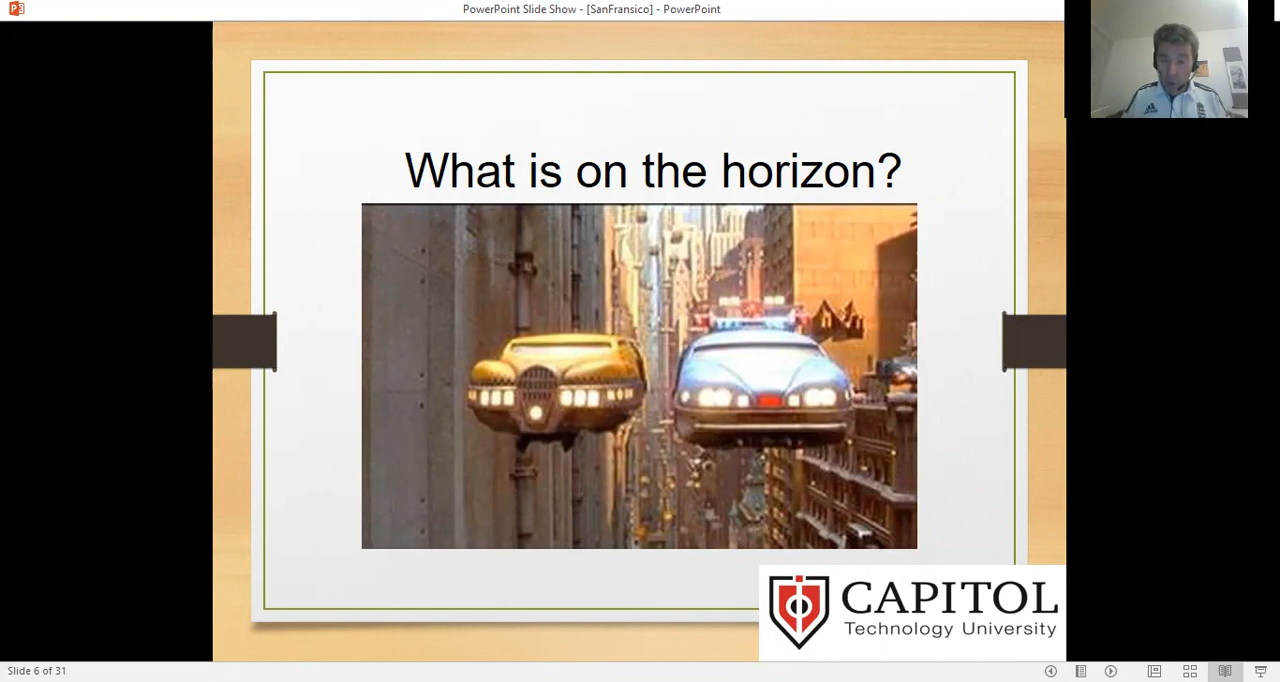 PowerPoint Slide Show - [SanFransico] - PowerPoint
What is on the horizon?
CAPITOL
Technology University
Slide 6 of 31